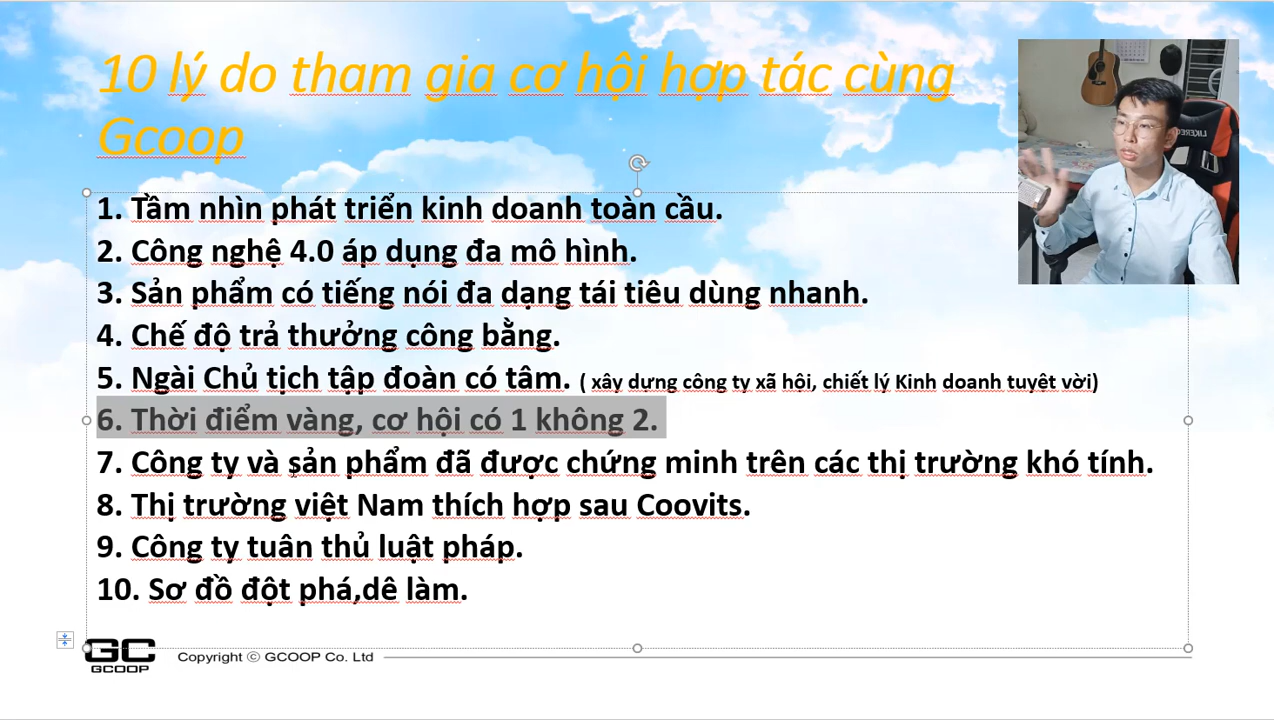 10 lý do tham gia cơ hội hợp tác cùng
Gcoop
1. Tầm nhìn phát triển kinh doanh toàn cầu.
2. Công nghệ 4.0 áp dụng đa mô hình.
3. Sản phẩm có tiếng nói đa dạng tái tiêu dùng nhanh.
4. Chế độ trả thưởng công bằng.
5. Ngài Chủ tịch tập đoàn có tâm. ( xây dựng công ty xã hội, chiết lý Kinh doanh tuyệt vời)
6. Thời điểm vàng, cơ hội có 1 không 2.
7. Công ty và sản phẩm đã được chứng minh trên các thị trường khó tính.
8. Thị trường việt Nam thích hợp sau Coovits.
9. Công ty tuân thủ luật pháp.
10. Sơ đồ đột phá,dê làm.
GC
GCOOP
Copyright © GCOOP Co. Ltd